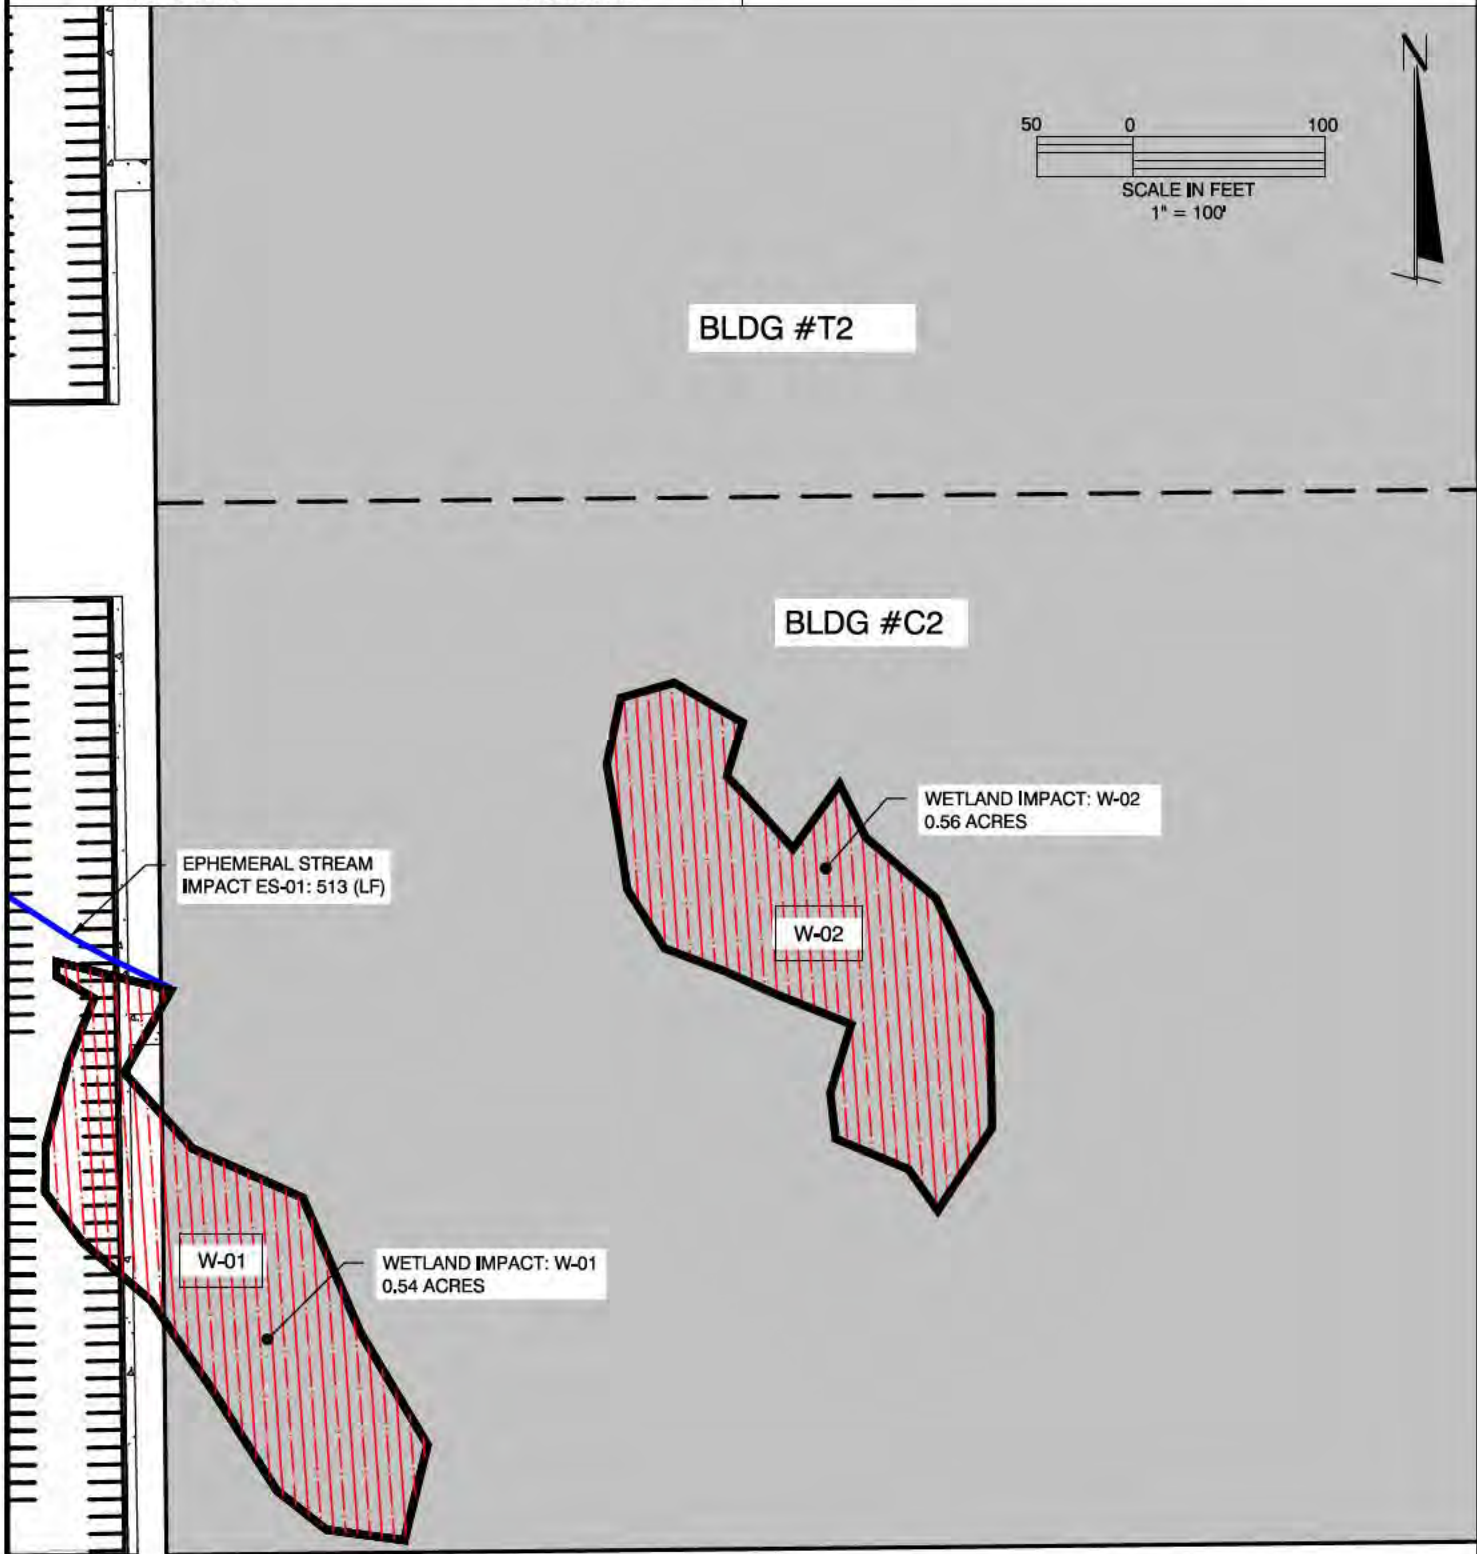 N
50 0 100
SCALE IN FEET
1" = 100'
BLDG #T2
BLDG #C2
WETLAND IMPACT: W-02
0.56 ACRES
EPHEMERAL STREAM
IMPACT ES-01: 513 (LF)
W-02
W-01
WETLAND IMPACT: W-01
0.54 ACRES